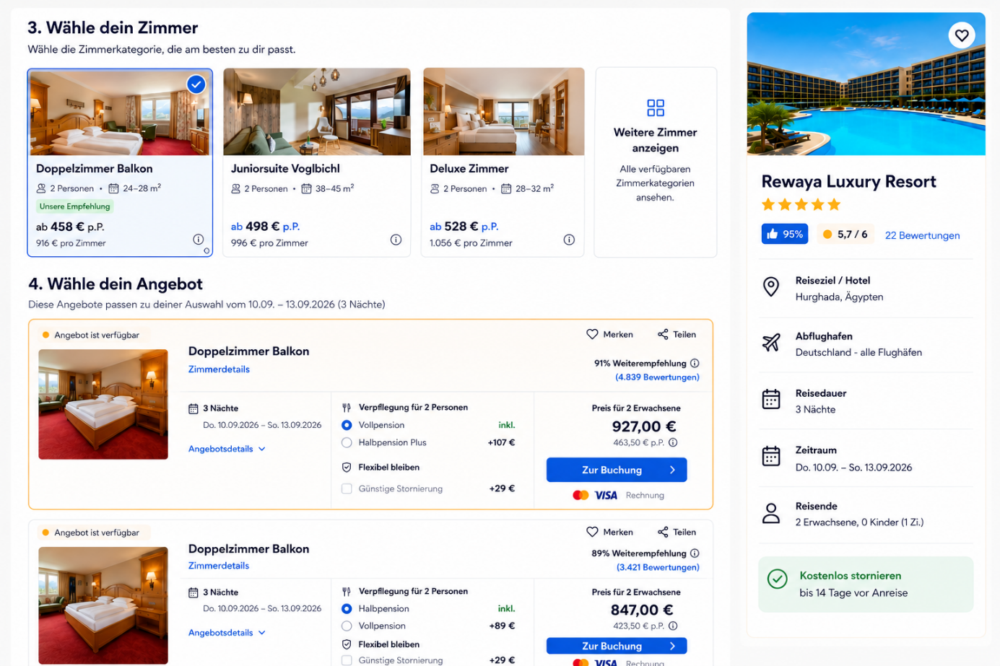 3. Wähle dein Zimmer
Wähle die Zimmerkategorie, die am besten zu dir passt.
Doppelzimmer Balkon
2 Personen • 24–28 m²
Unsere Empfehlung
ab 458 € p.P.
916 € pro Zimmer
Juniorsuite Voglbichl
2 Personen • 38–45 m²
ab 498 € p.P.
996 € pro Zimmer
Deluxe Zimmer
2 Personen • 28–32 m²
ab 528 € p.P.
1.056 € pro Zimmer
Weitere Zimmer
anzeigen
Alle verfügbaren
Zimmerkategorien
ansehen.
4. Wähle dein Angebot
Diese Angebote passen zu deiner Auswahl vom 10.09. – 13.09.2026 (3 Nächte)
Angebot ist verfügbar
Merken
Teilen
Doppelzimmer Balkon
Zimmerdetails
91% Weiterempfehlung
(4.839 Bewertungen)
3 Nächte
Do. 10.09.2026 – So. 13.09.2026
Angebotsdetails
Verpflegung für 2 Personen
Vollpension inkl.
Halbpension Plus +107 €
Flexibel bleiben
Günstige Stornierung +29 €
Preis für 2 Erwachsene
927,00 €
463,50 € p.P.
Zur Buchung
VISA Rechnung
Angebot ist verfügbar
Merken
Teilen
Doppelzimmer Balkon
Zimmerdetails
89% Weiterempfehlung
(3.421 Bewertungen)
3 Nächte
Do. 10.09.2026 – So. 13.09.2026
Angebotsdetails
Verpflegung für 2 Personen
Halbpension inkl.
Vollpension +89 €
Flexibel bleiben
Günstige Stornierung +29 €
Preis für 2 Erwachsene
847,00 €
423,50 € p.P.
Zur Buchung
VISA Rechnung
Rewaya Luxury Resort
95%
5,7 / 6
22 Bewertungen
Reiseziel / Hotel
Hurghada, Ägypten
Abflughafen
Deutschland - alle Flughäfen
Reisedauer
3 Nächte
Zeitraum
Do. 10.09. – So. 13.09.2026
Reisende
2 Erwachsene, 0 Kinder (1 Zi.)
Kostenlos stornieren
bis 14 Tage vor Anreise